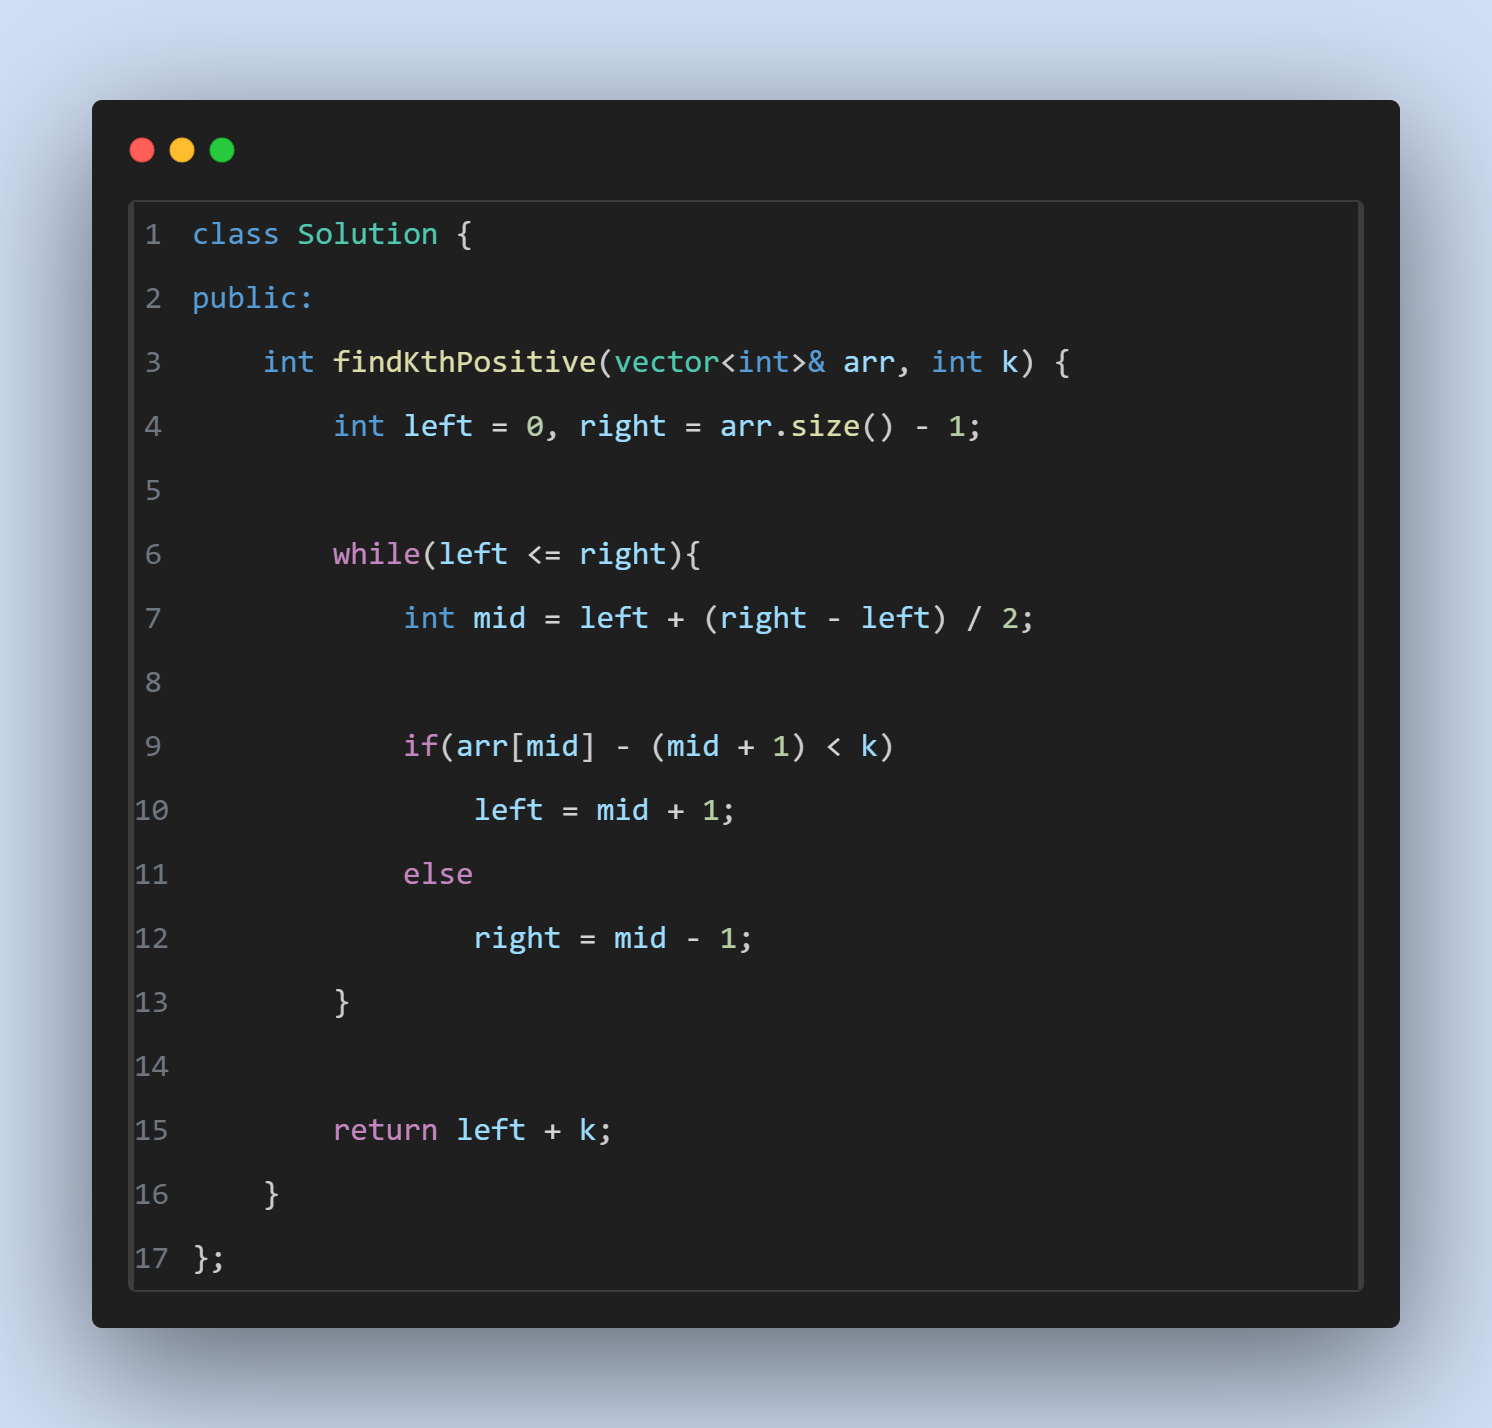 1 class Solution {
2 public:
3     int findKthPositive(vector<int>& arr, int k) {
4         int left = 0, right = arr.size() - 1;
5
6         while(left <= right){
7             int mid = left + (right - left) / 2;
8
9             if(arr[mid] - (mid + 1) < k)
10                 left = mid + 1;
11             else
12                 right = mid - 1;
13         }
14
15         return left + k;
16     }
17 };